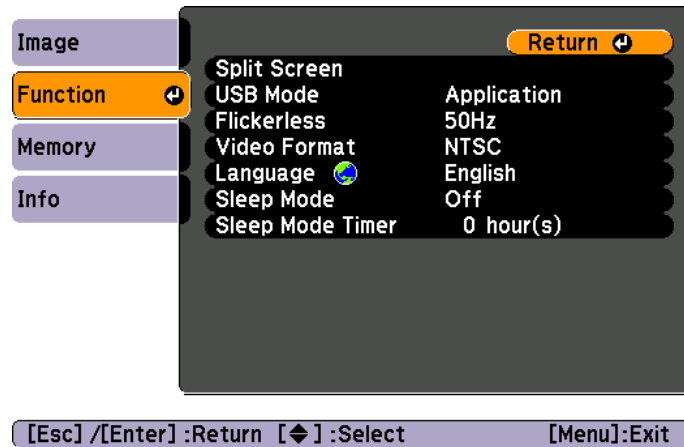 Image
Function
Memory
Info
Return
Split Screen
USB Mode Application
Flickerless 50Hz
Video Format NTSC
Language English
Sleep Mode Off
Sleep Mode Timer 0 hour(s)
[Esc] /[Enter] :Return [◆] :Select [Menu]:Exit